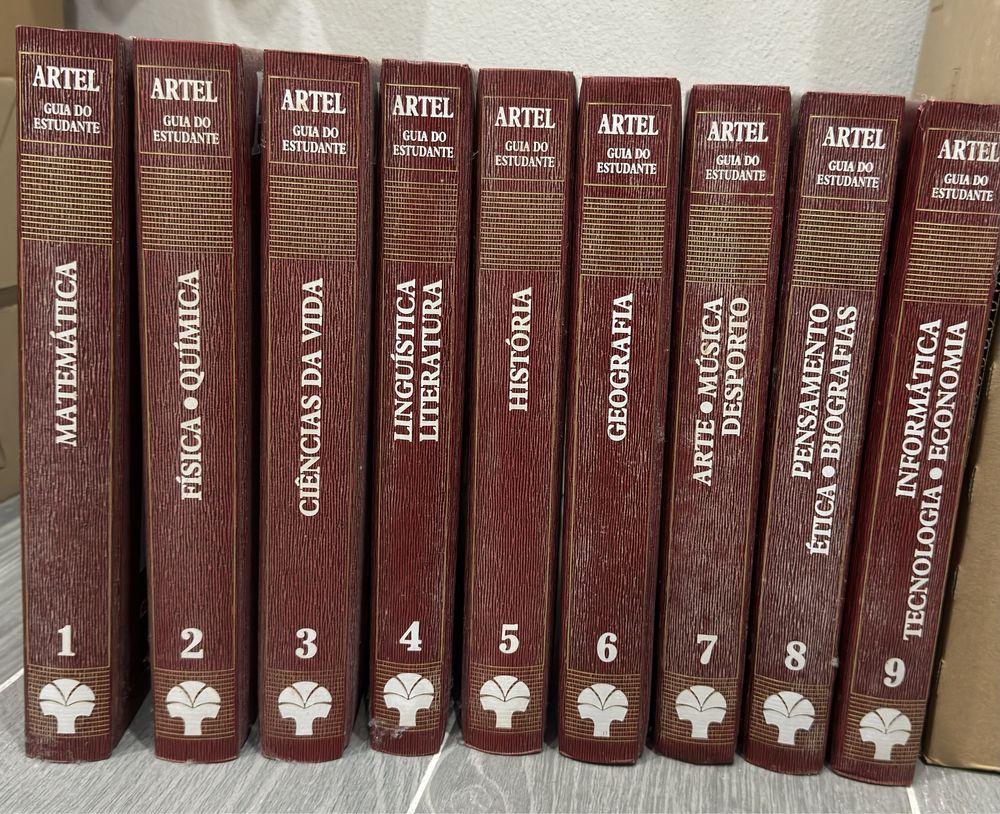 ARTEL
GUIA DO
ESTUDANTE
MATEMÁTICA
1
ARTEL
GUIA DO
ESTUDANTE
FÍSICA • QUÍMICA
2
ARTEL
GUIA DO
ESTUDANTE
CIÊNCIAS DA VIDA
3
ARTEL
GUIA DO
ESTUDANTE
LINGUÍSTICA
LITERATURA
4
ARTEL
GUIA DO
ESTUDANTE
HISTÓRIA
5
ARTEL
GUIA DO
ESTUDANTE
GEOGRAFIA
6
ARTEL
GUIA DO
ESTUDANTE
ARTE • MÚSICA
DESPORTO
7
ARTEL
GUIA DO
ESTUDANTE
PENSAMENTO
ÉTICA • BIOGRAFIAS
8
ARTEL
GUIA DO
ESTUDANTE
INFORMÁTICA
TECNOLOGIA • ECONOMIA
9